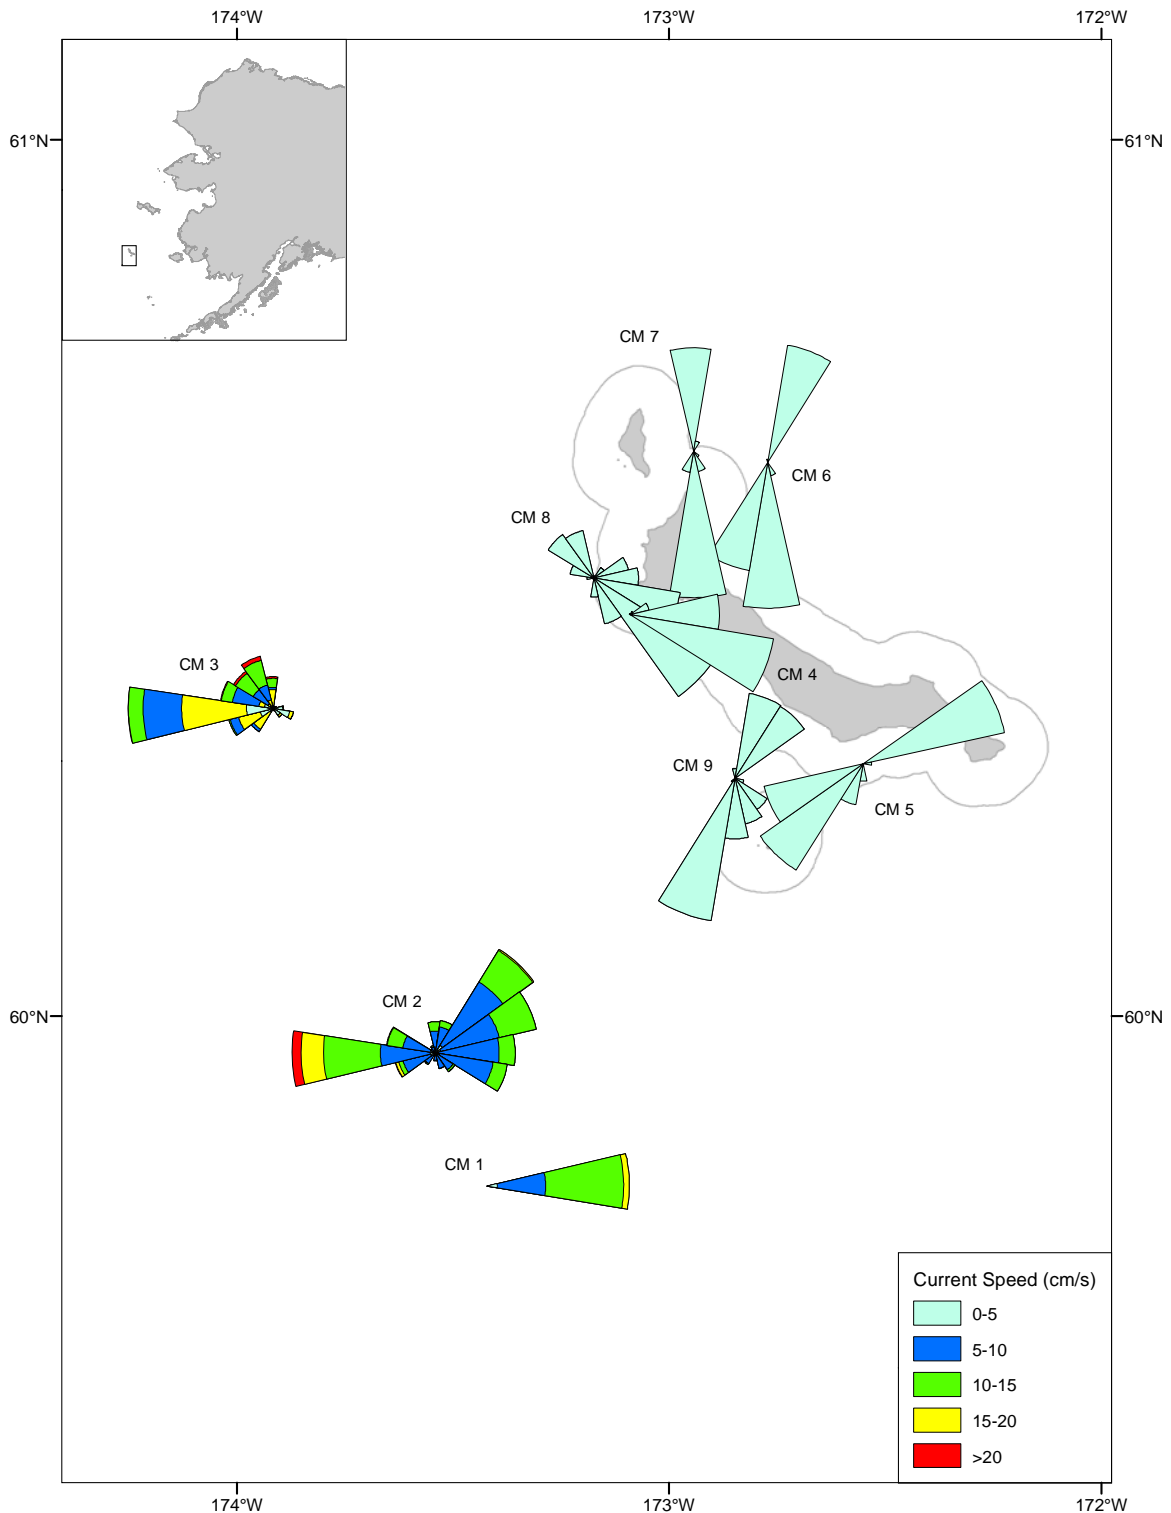 174°W 173°W 172°W
61°N 61°N
CM 7
CM 6
CM 8
CM 3
CM 4
CM 9
CM 5
CM 2
60°N 60°N
CM 1
Current Speed (cm/s)
0-5
5-10
10-15
15-20
>20
174°W 173°W 172°W